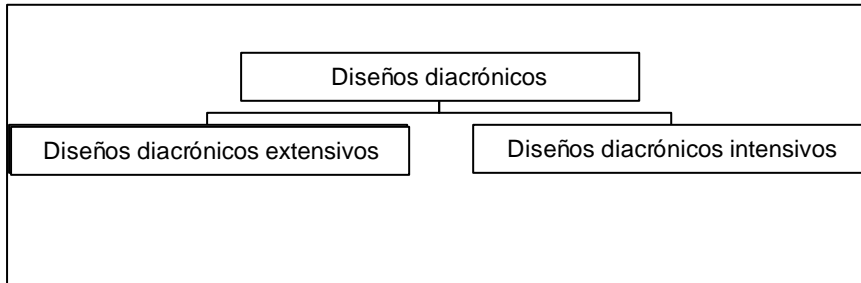 Diseños diacrónicos
Diseños diacrónicos extensivos
Diseños diacrónicos intensivos